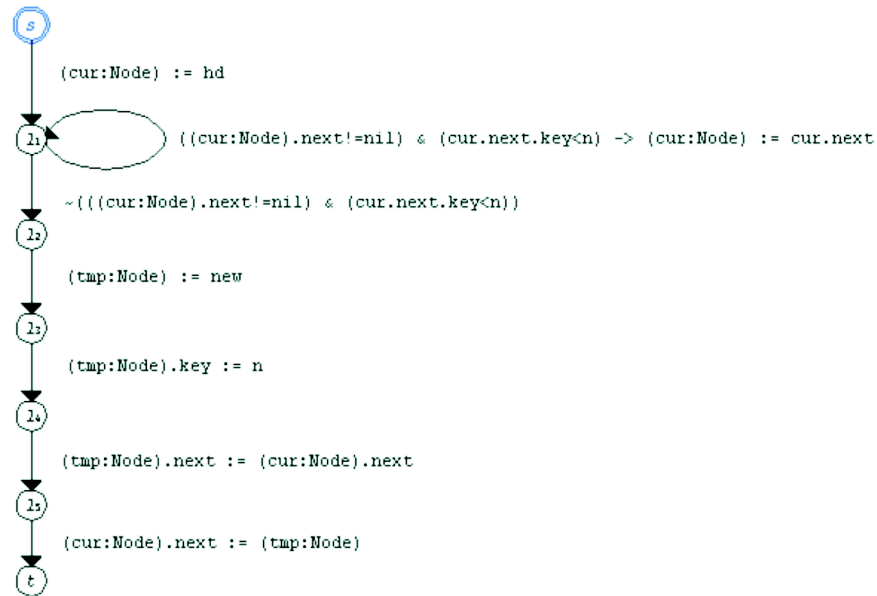 s
(cur:Node) := hd
l₁
((cur:Node).next!=nil) & (cur.next.key<n) -> (cur:Node) := cur.next
~(((cur:Node).next!=nil) & (cur.next.key<n))
l₂
(tmp:Node) := new
l₃
(tmp:Node).key := n
l₄
(tmp:Node).next := (cur:Node).next
l₅
(cur:Node).next := (tmp:Node)
t